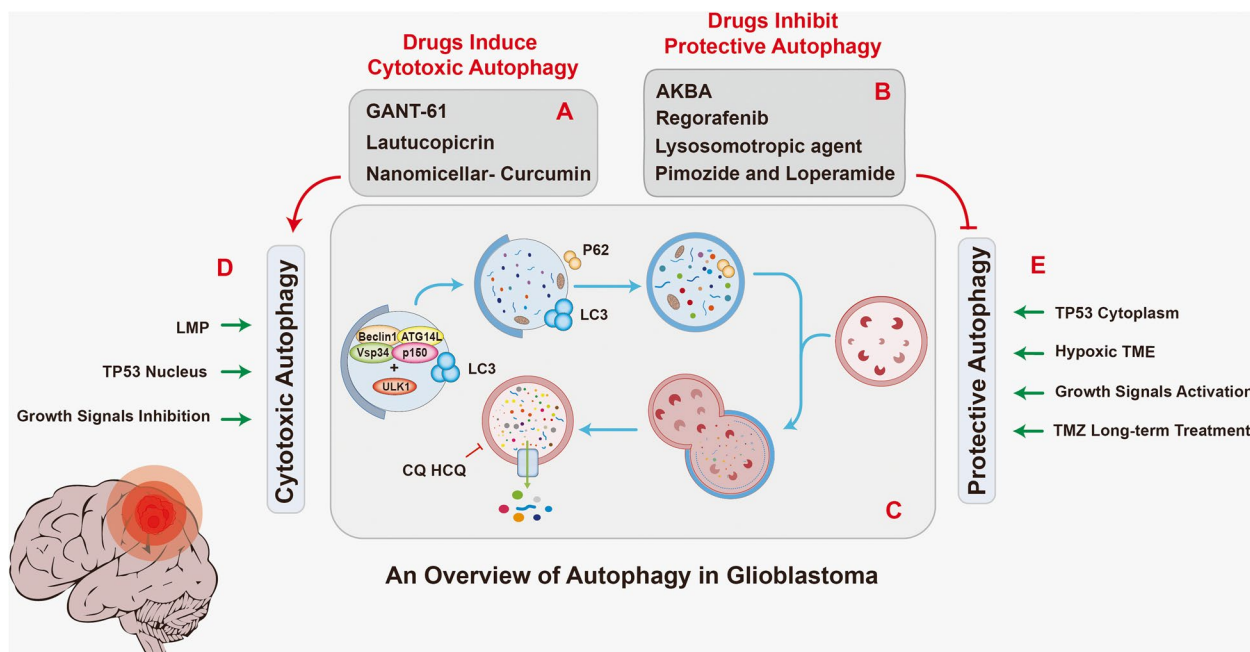 Drugs Induce
Cytotoxic Autophagy
A
GANT-61
Lautucopicrin
Nanomicellar- Curcumin
Drugs Inhibit
Protective Autophagy
B
AKBA
Regorafenib
Lysosomotropic agent
Pimozide and Loperamide
D
Cytotoxic Autophagy
LMP
TP53 Nucleus
Growth Signals Inhibition
Beclin1 ATG14L
Vsp34 p150
+
ULK1
LC3
P62
LC3
CQ HCQ
C
E
Protective Autophagy
TP53 Cytoplasm
Hypoxic TME
Growth Signals Activation
TMZ Long-term Treatment
An Overview of Autophagy in Glioblastoma